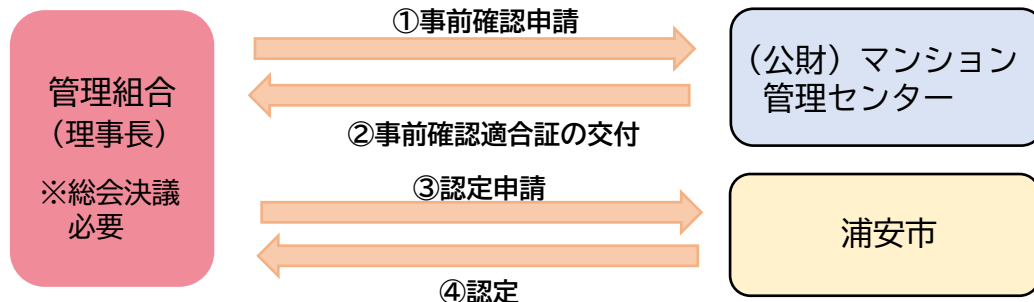 管理組合
（理事長）
※総会決議
必要
①事前確認申請
②事前確認適合証の交付
（公財）マンション
管理センター
③認定申請
④認定
浦安市